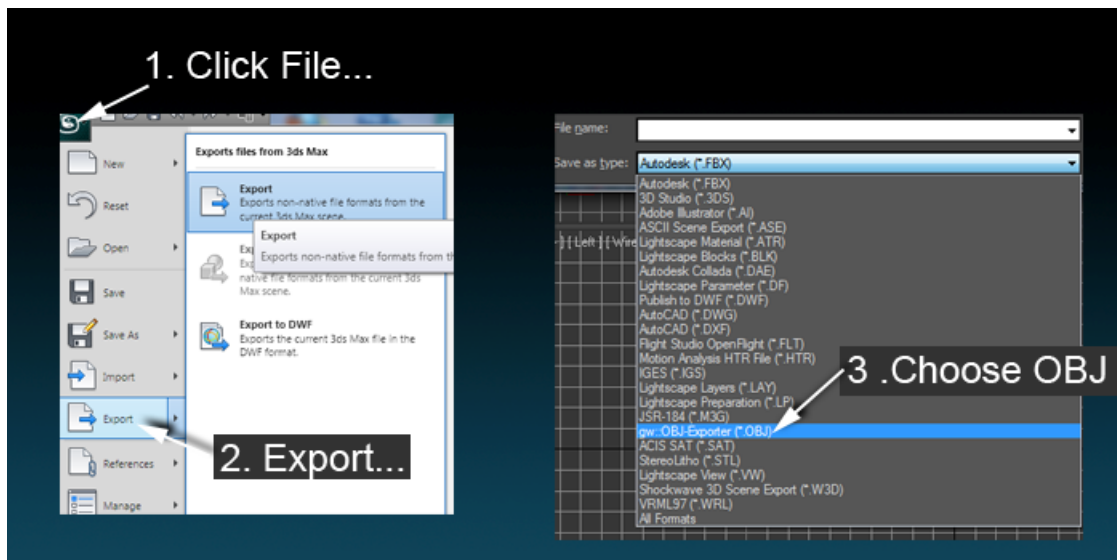 1. Click File...
Exports files from 3ds Max
New
Export
Exports non-native file formats from the
current 3ds Max scene.
Reset
Export
Exports non-native file formats from
Open
native file formats from the current 3ds
Max scene.
Save
Export to DWF
Exports the current 3ds Max file in the
DWF format.
Save As
Import
Export
2. Export...
References
Manage
File name:
Save as type:
Autodesk (*.FBX)
Autodesk (*.FBX)
3D Studio (*.3DS)
Adobe Illustrator (*.AI)
ASCII Scene Export (*.ASE)
[ Left ] [ Wire
Lightscape Material (*.ATR)
Lightscape Blocks (*.BLK)
Autodesk Collada (*.DAE)
Lightscape Parameter (*.DF)
Publish to DWF (*.DWF)
AutoCAD (*.DWG)
AutoCAD (*.DXF)
Flight Studio OpenFlight (*.FLT)
Motion Analysis HTR File (*.HTR)
IGES (*.IGS)
Lightscape Layers (*.LAY)
Lightscape Preparation (*.LP)
JSR-184 (*.M3G)
gw::OBJ-Exporter (*.OBJ)
ACIS SAT (*.SAT)
StereoLitho (*.STL)
Lightscape View (*.VW)
Shockwave 3D Scene Export (*.W3D)
VRML97 (*.WRL)
All Formats
3 .Choose OBJ